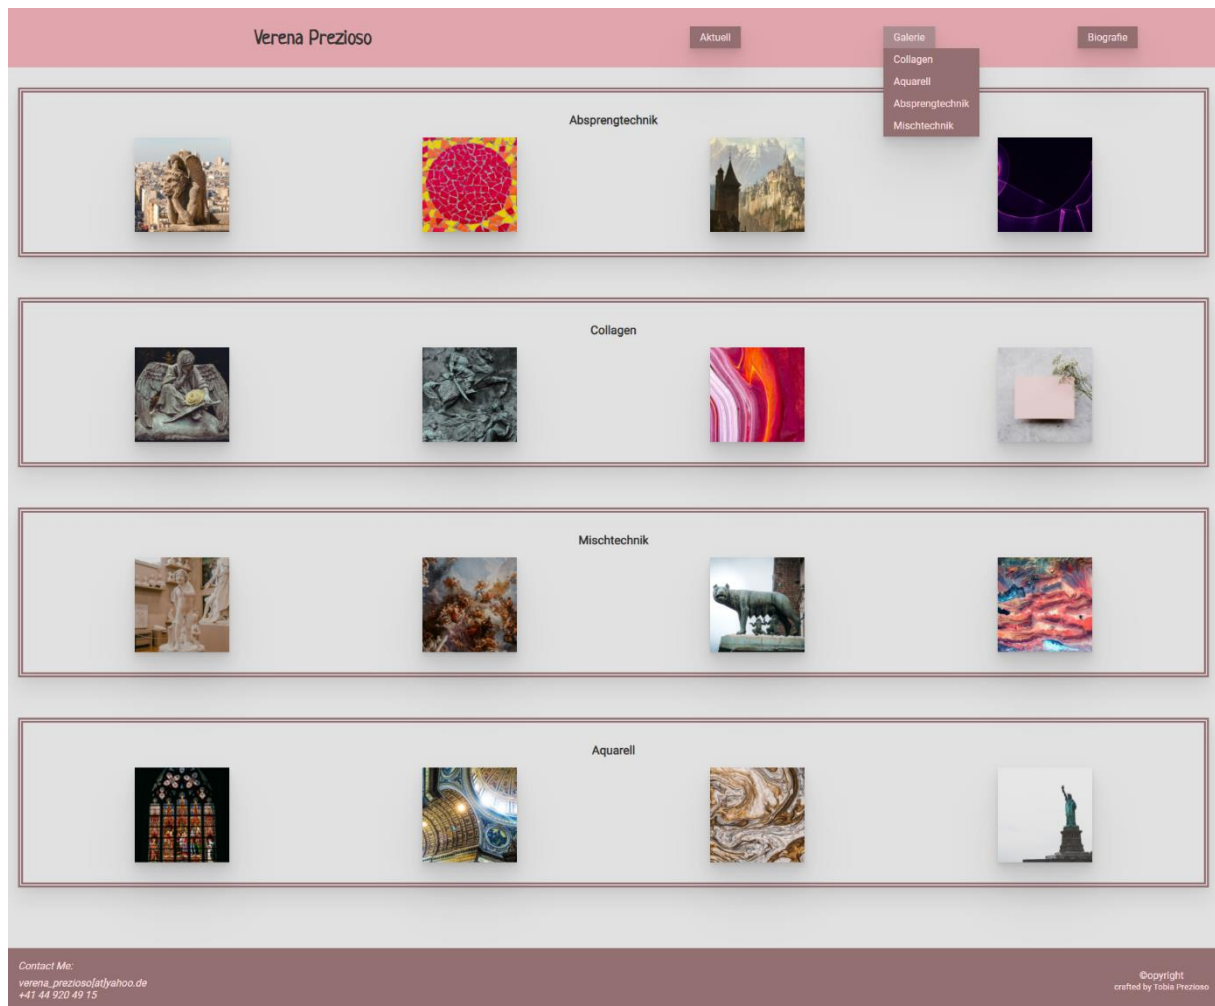 Verena Prezioso
Aktuell
Galerie
Biografie
Collagen
Aquarell
Absprengtechnik
Mischtechnik
Absprengtechnik
Collagen
Mischtechnik
Aquarell
Contact Me:
verena_prezioso[at]yahoo.de
+41 44 920 49 15
©opyright
crafted by Tobia Prezioso